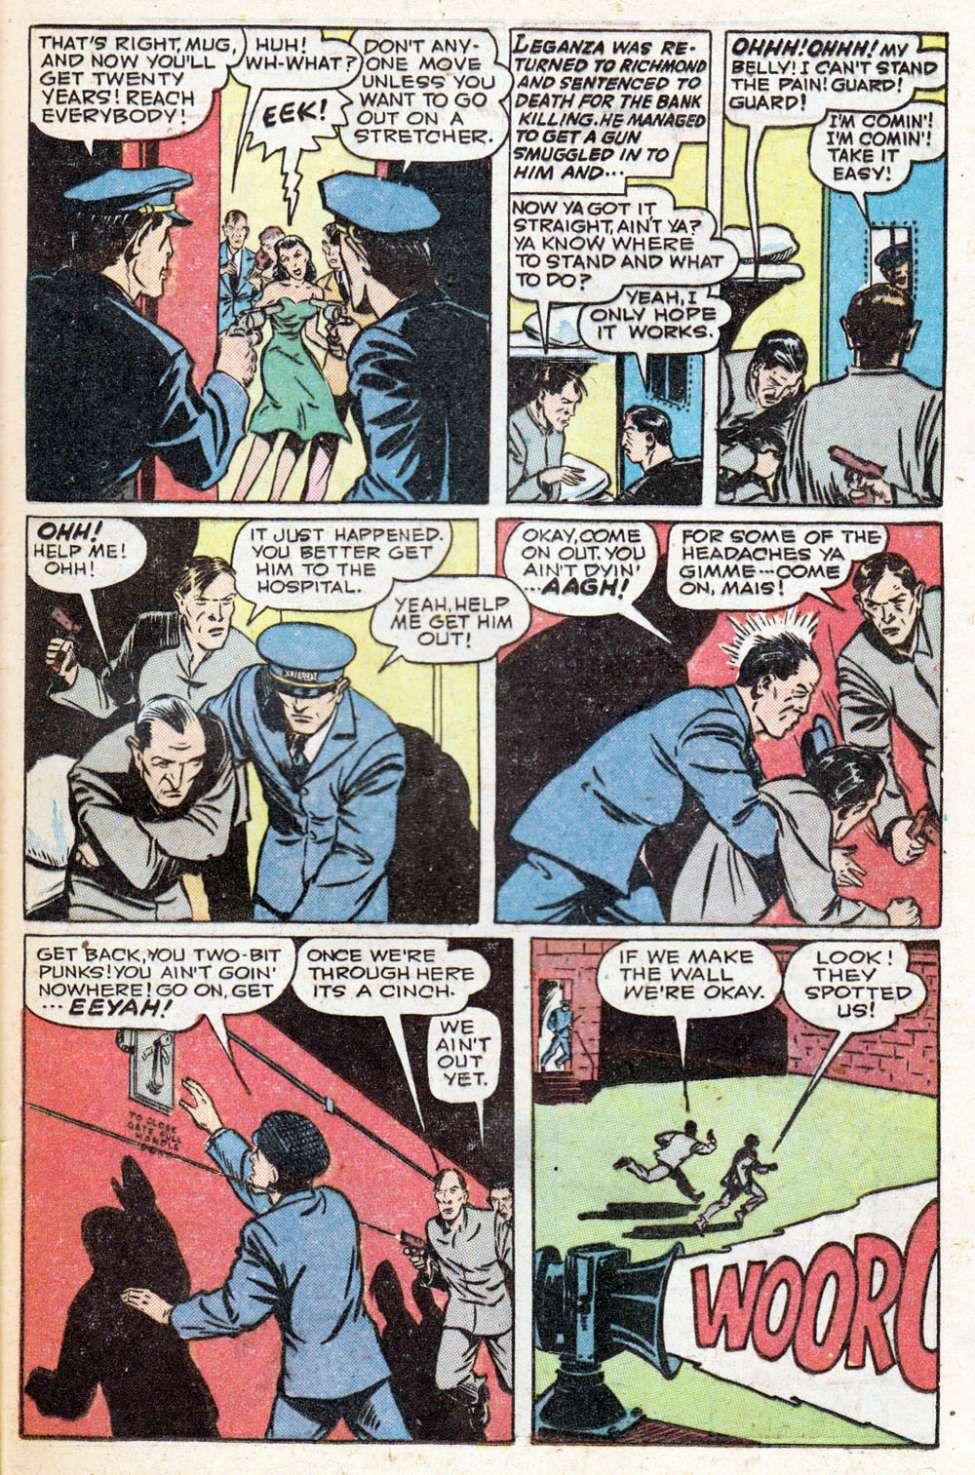 THAT'S RIGHT, MUG,
AND NOW YOU'LL
GET TWENTY
YEARS! REACH
EVERYBODY!
HUH!
WH-WHAT?
EEK!
DON'T ANY-
ONE MOVE
UNLESS YOU
WANT TO GO
OUT ON A
STRETCHER.
LEGANZA WAS RE-
TURNED TO RICHMOND
AND SENTENCED TO
DEATH FOR THE BANK
KILLING. HE MANAGED
TO GET A GUN
SMUGGLED IN TO
HIM AND...
NOW YA GOT IT
STRAIGHT, AIN'T YA?
YA KNOW WHERE
TO STAND AND WHAT
TO DO?
YEAH, I
ONLY HOPE
IT WORKS.
OHHH! OHHH! MY
BELLY! I CAN'T STAND
THE PAIN! GUARD!
GUARD!
I'M COMIN'!
I'M COMIN'!
TAKE IT
EASY!
OHH!
HELP ME!
OHH!
IT JUST HAPPENED.
YOU BETTER GET
HIM TO THE
HOSPITAL.
YEAH, HELP
ME GET HIM
OUT!
OKAY, COME
ON OUT. YOU
AIN'T DYIN'
...AAGH!
FOR SOME OF THE
HEADACHES YA
GIMME---COME
ON, MAIS!
GET BACK, YOU TWO-BIT
PUNKS! YOU AIN'T GOIN'
NOWHERE! GO ON, GET
...EEYAH!
ONCE WE'RE
THROUGH HERE
ITS A CINCH.
WE
AIN'T
OUT
YET.
TO CLOSE
GATE PULL
HANDLE
DOWN
IF WE MAKE
THE WALL
WE'RE OKAY.
LOOK!
THEY
SPOTTED
US!
WOORO